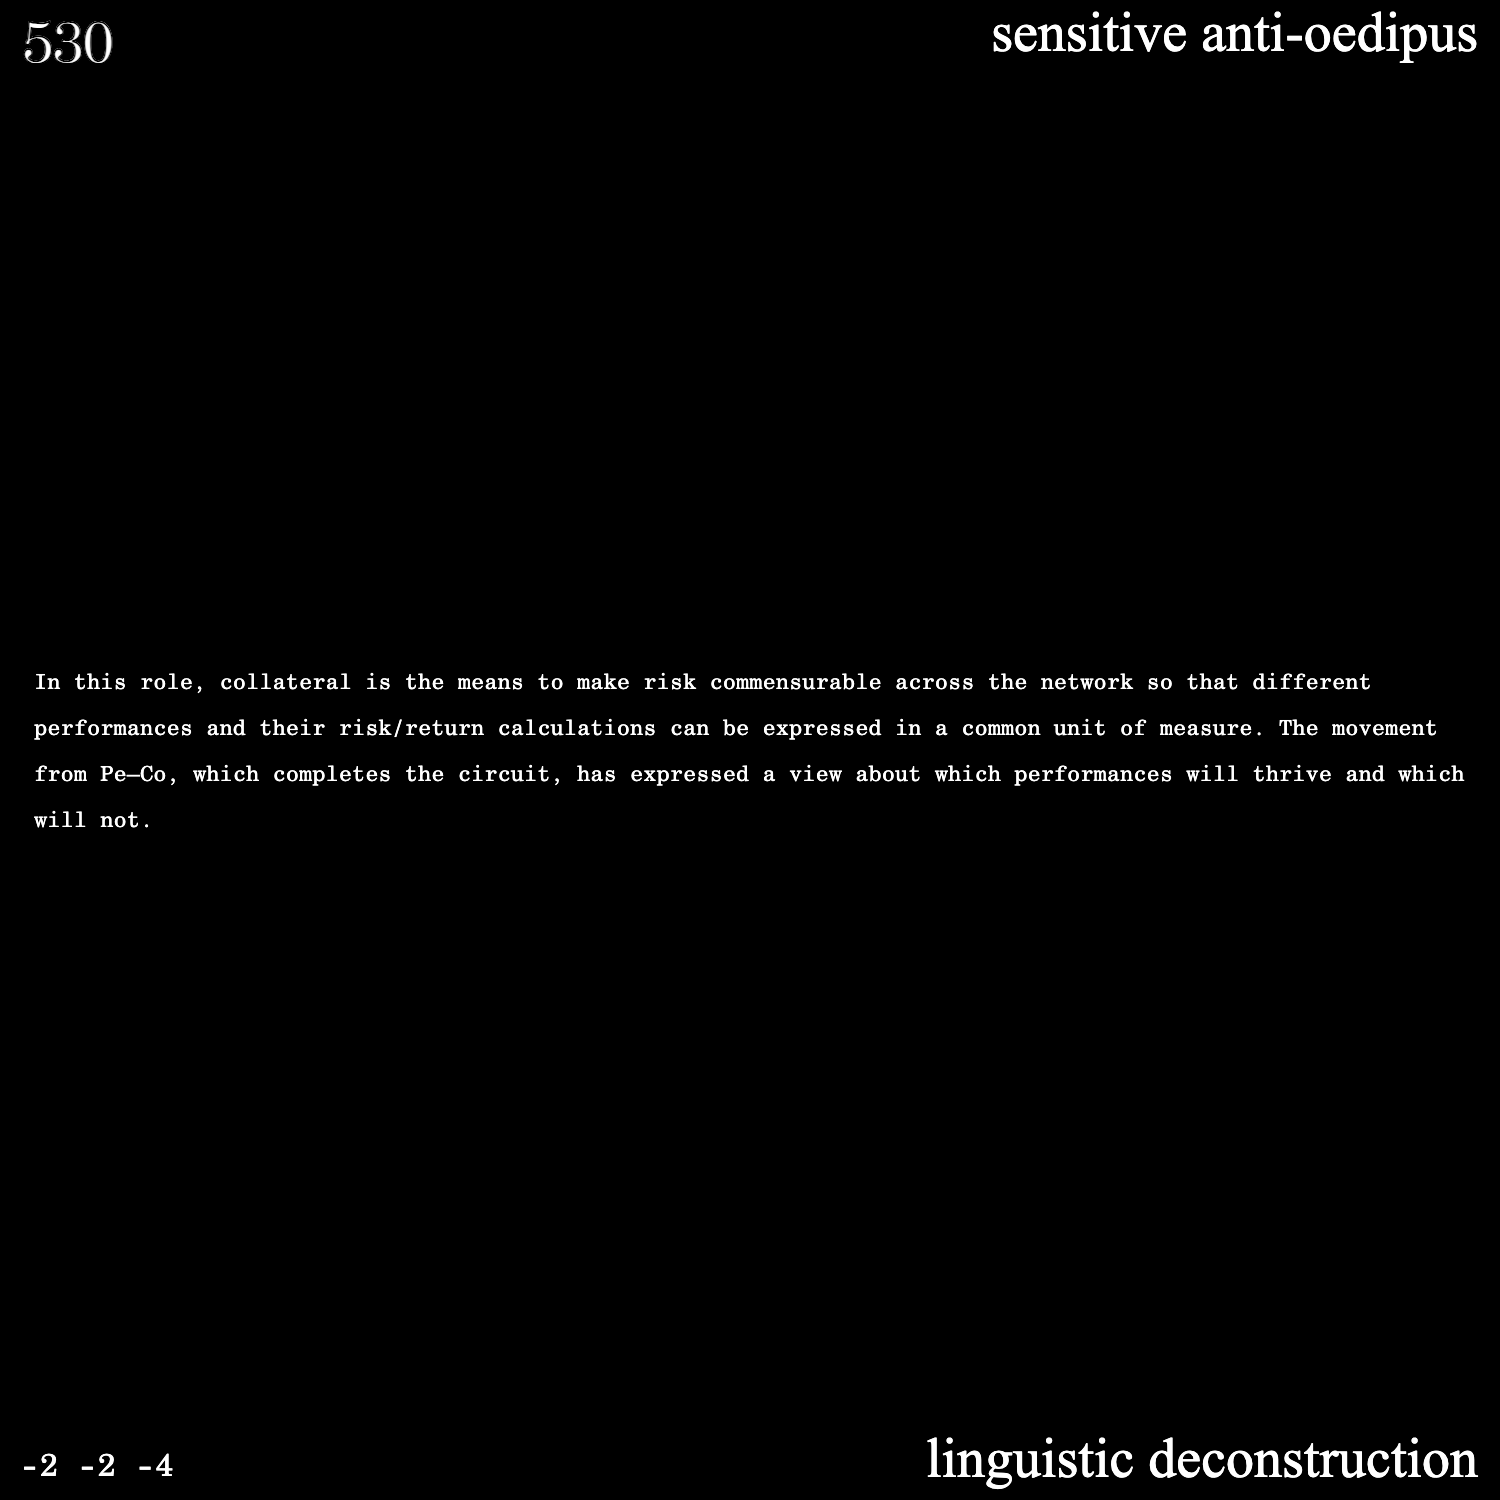 530
sensitive anti-oedipus
In this role, collateral is the means to make risk commensurable across the network so that different
performances and their risk/return calculations can be expressed in a common unit of measure. The movement
from Pe—Co, which completes the circuit, has expressed a view about which performances will thrive and which
will not.
-2 -2 -4
linguistic deconstruction